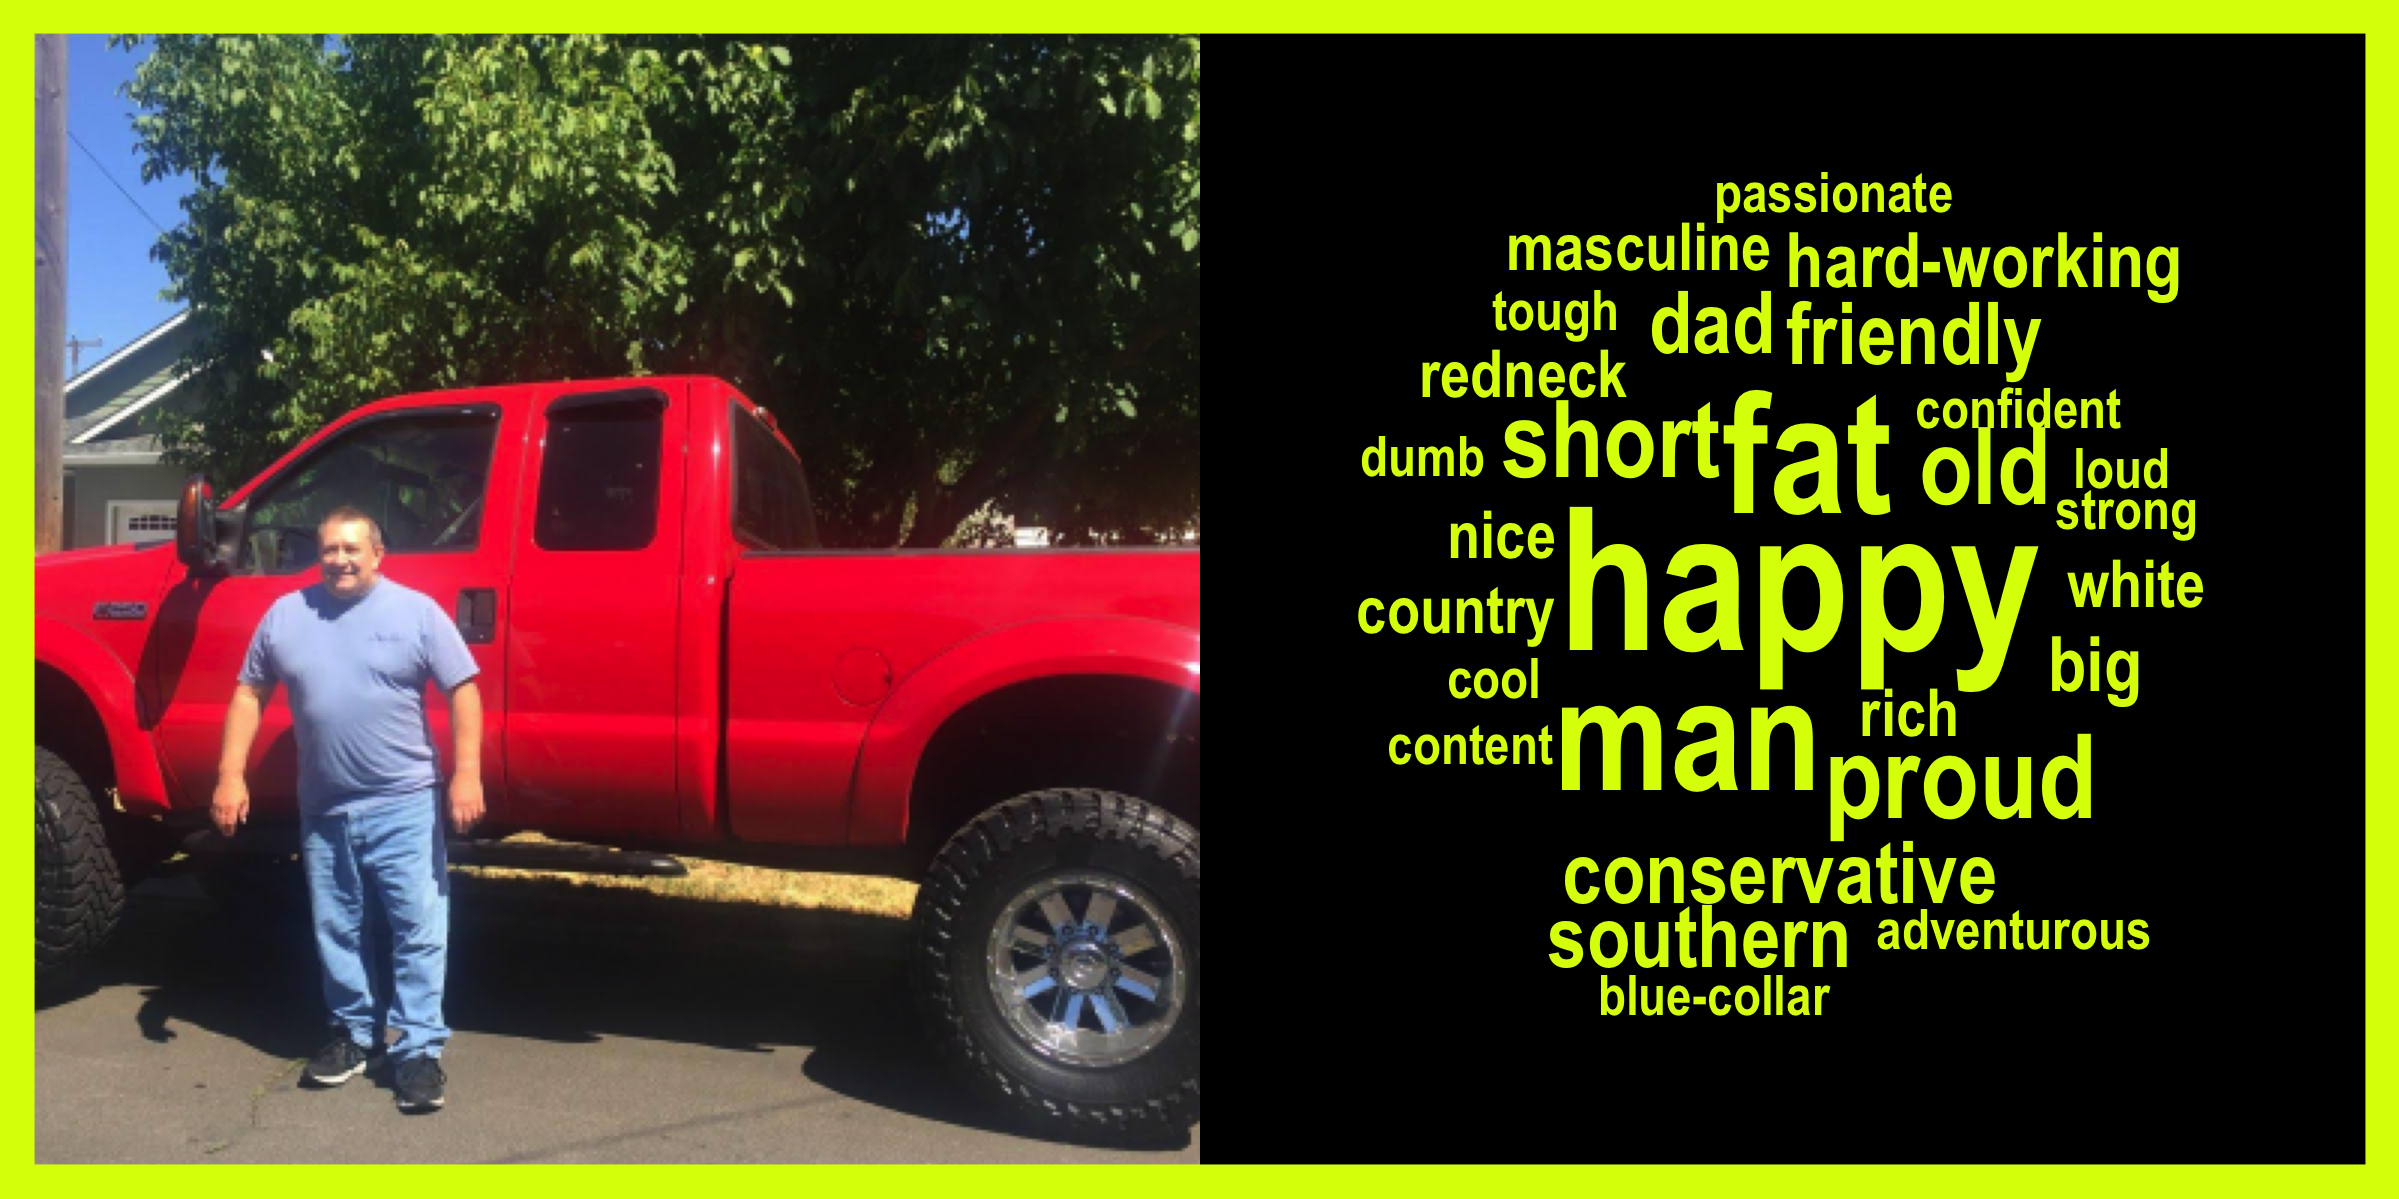 passionate
masculine hard-working
tough dad friendly
redneck
confident
dumb short fat old loud
strong
nice happy white
country
big
cool
man rich
content proud
conservative
southern adventurous
blue-collar